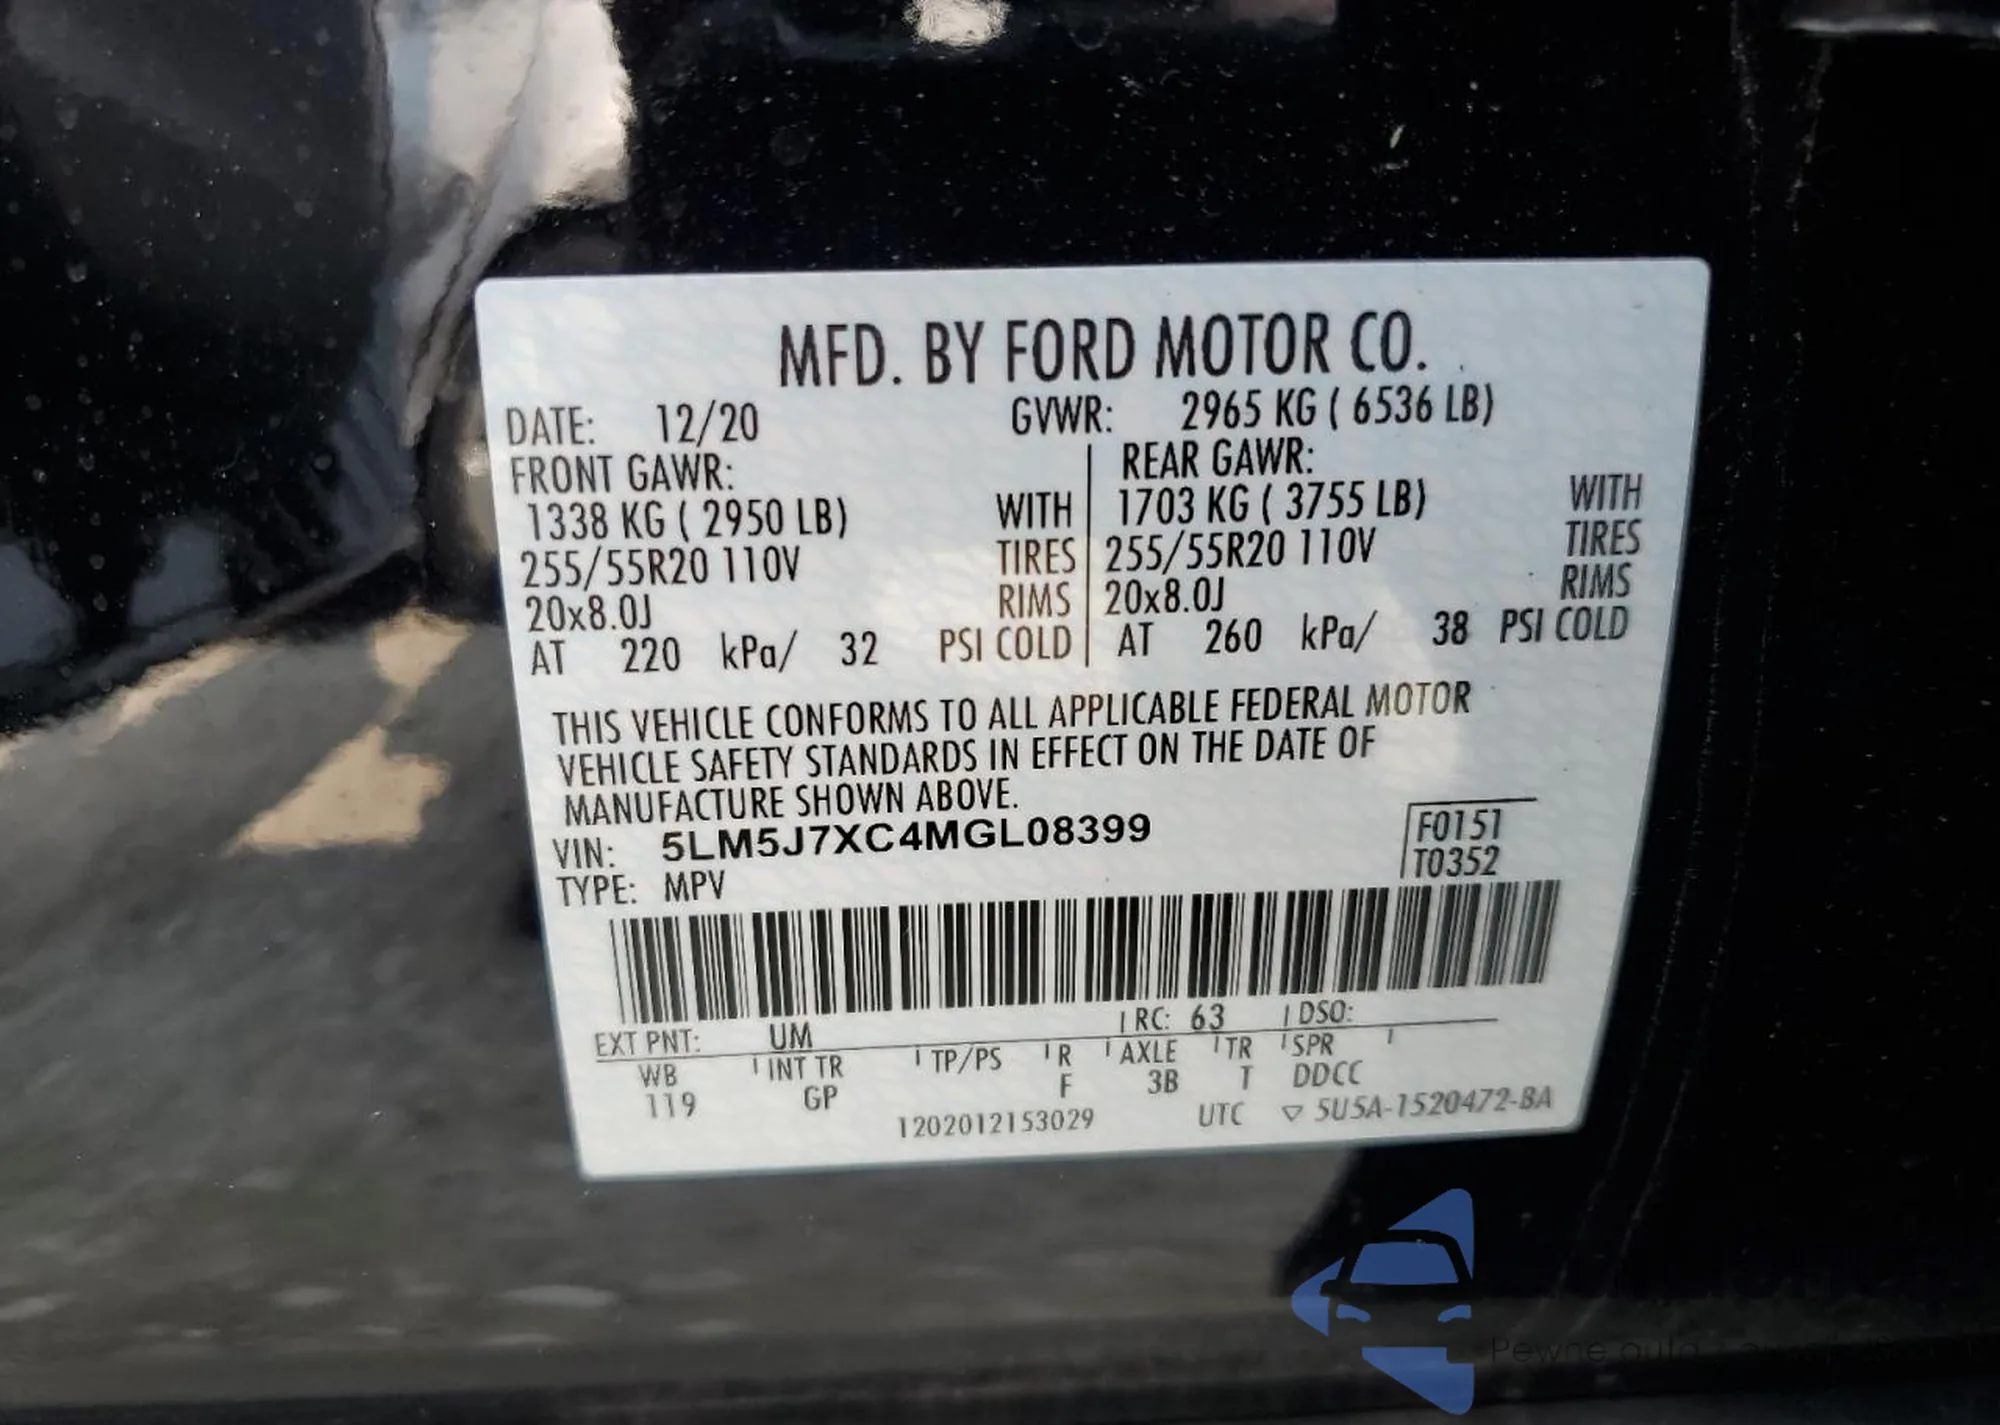 MFD. BY FORD MOTOR CO.
DATE: 12/20 GVWR: 2965 KG ( 6536 LB)
FRONT GAWR: REAR GAWR:
1338 KG ( 2950 LB) WITH 1703 KG ( 3755 LB) WITH
255/55R20 110V TIRES 255/55R20 110V TIRES
20x8.0J RIMS 20x8.0J RIMS
AT 220 kPa/ 32 PSI COLD AT 260 kPa/ 38 PSI COLD
THIS VEHICLE CONFORMS TO ALL APPLICABLE FEDERAL MOTOR
VEHICLE SAFETY STANDARDS IN EFFECT ON THE DATE OF
MANUFACTURE SHOWN ABOVE.
VIN: 5LM5J7XC4MGL08399 F0151
TYPE: MPV T0352
EXT PNT: UM RC: 63 DSO:
WB INT TR TP/PS R AXLE TR SPR
119 GP F 3B T DDCC
1202012153029 UTC ▽ 5U5A-1520472-BA
Pewne auta z